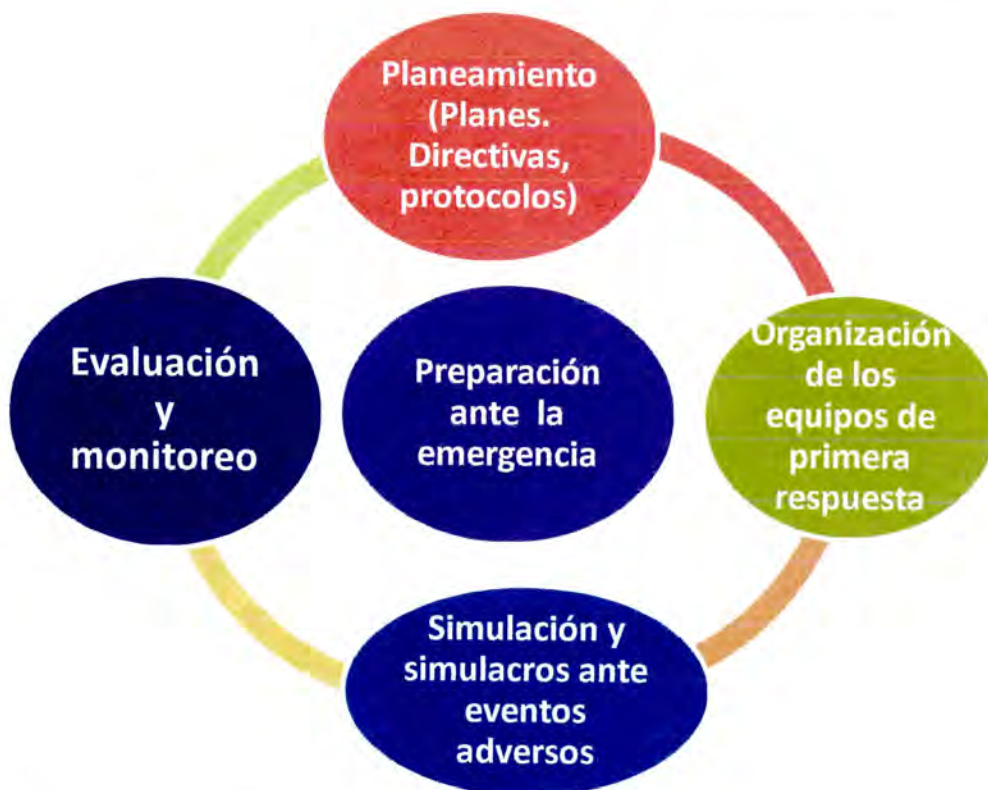 Planeamiento
(Planes.
Directivas,
protocolos)
Organización
de los
equipos de
primera
respuesta
Simulación y
simulacros ante
eventos
adversos
Evaluación
y
monitoreo
Preparación
ante la
emergencia